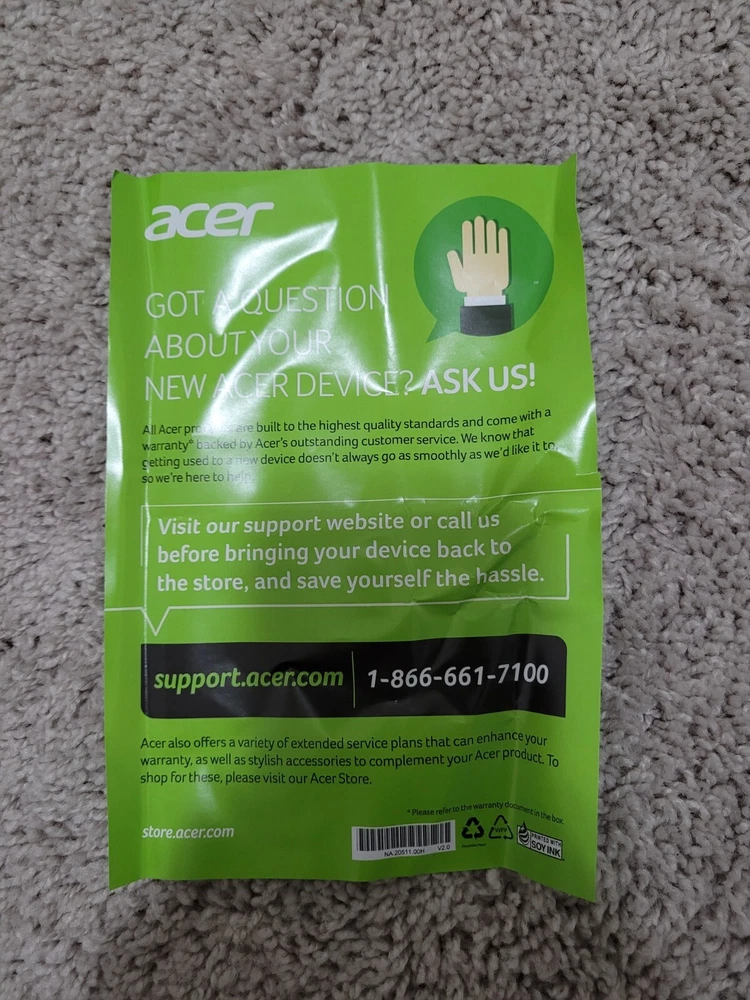 acer
GOT A QUESTION
ABOUT YOUR
NEW ACER DEVICE? ASK US!
All Acer products are built to the highest quality standards and come with a
warranty* backed by Acer's outstanding customer service. We know that
getting used to a new device doesn't always go as smoothly as we'd like it to,
so we're here to help.
Visit our support website or call us
before bringing your device back to
the store, and save yourself the hassle.
support.acer.com 1-866-661-7100
Acer also offers a variety of extended service plans that can enhance your
warranty, as well as stylish accessories to complement your Acer product. To
shop for these, please visit our Acer Store.
* Please refer to the warranty document in the box.
store.acer.com
NA.20511.00H V2.0
PRINTED WITH
SOY INK